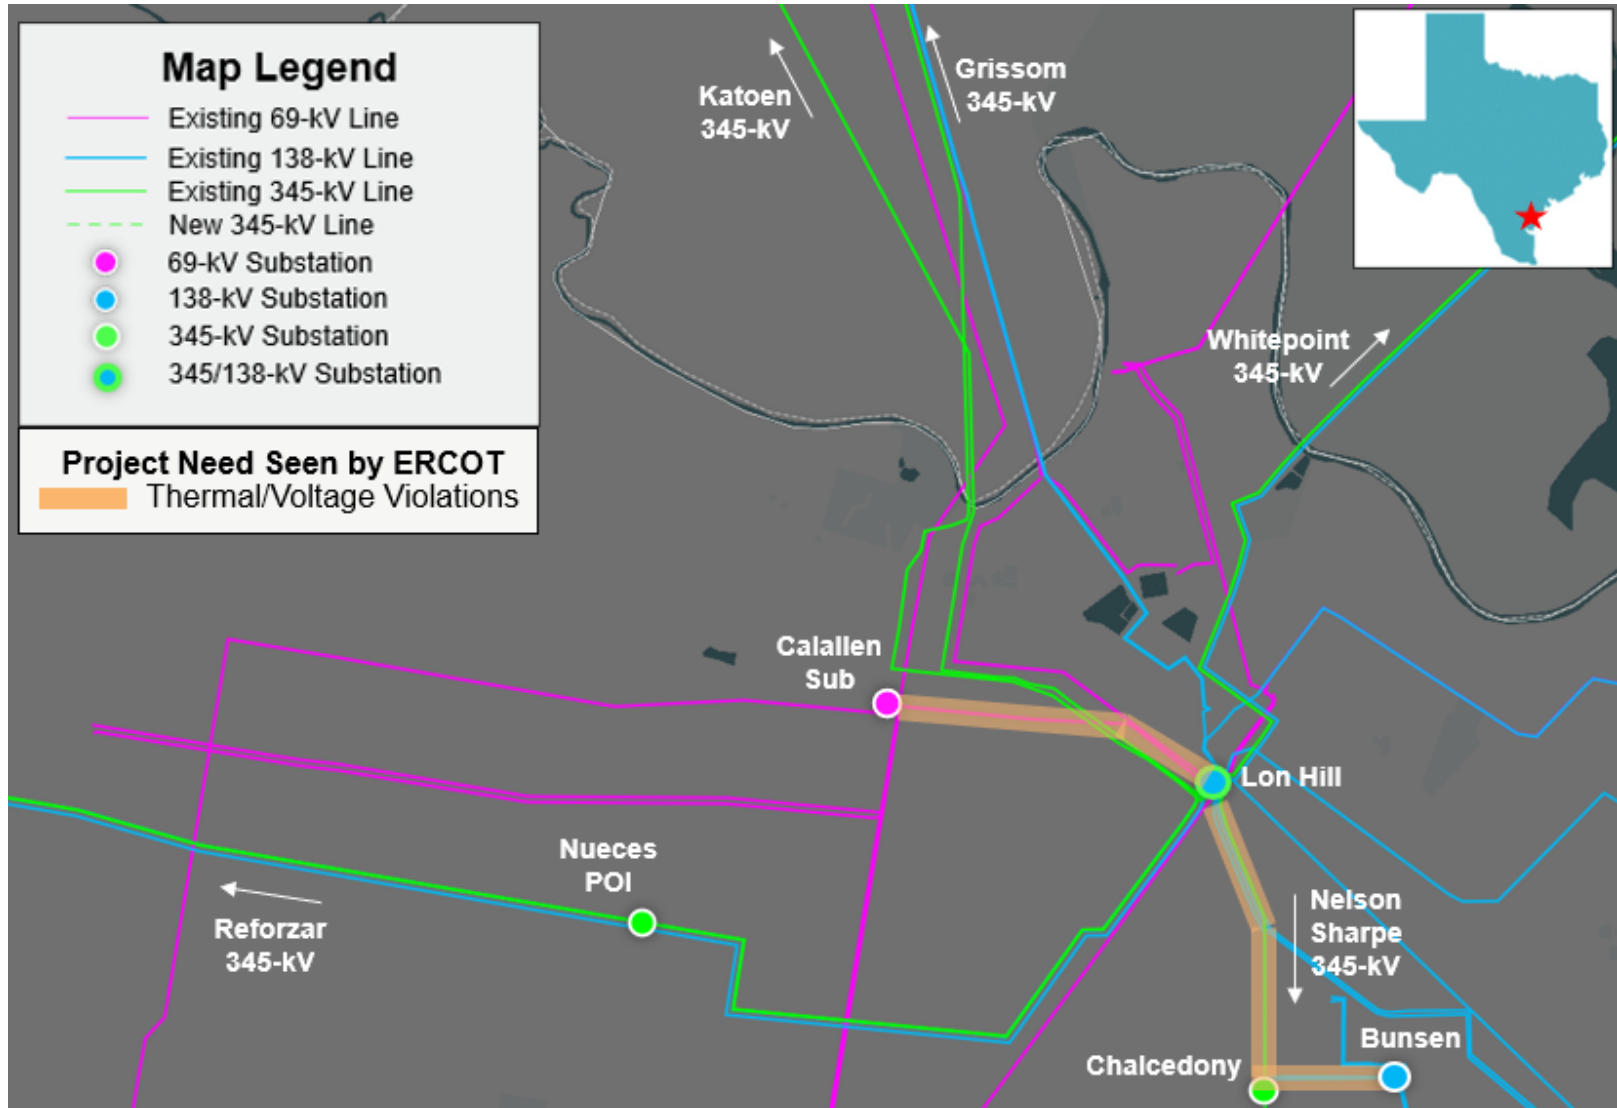 Map Legend
Existing 69-kV Line
Existing 138-kV Line
Existing 345-kV Line
New 345-kV Line
69-kV Substation
138-kV Substation
345-kV Substation
345/138-kV Substation
Project Need Seen by ERCOT
Thermal/Voltage Violations
Katoen
345-kV
Grissom
345-kV
Whitepoint
345-kV
Calallen
Sub
Lon Hill
Nueces
POI
Reforzar
345-kV
Nelson
Sharpe
345-kV
Chalcedony
Bunsen